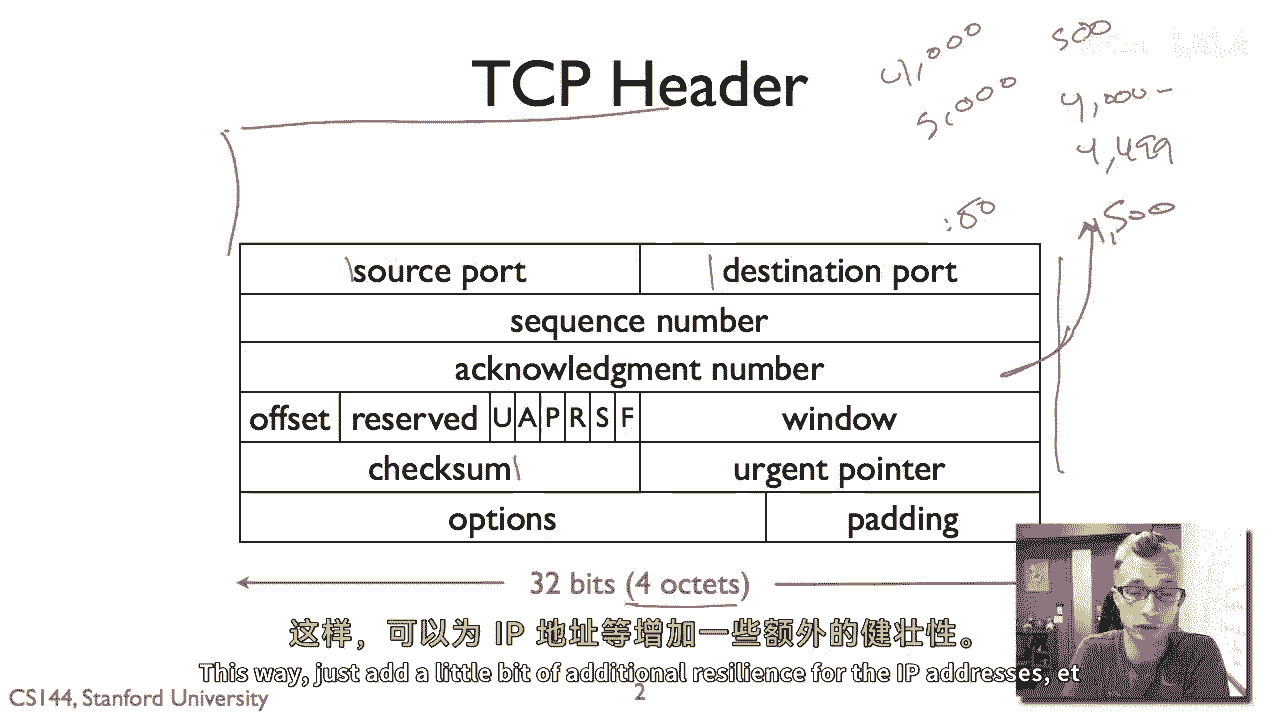 4,000
500
TCP Header
5,000
4,000-
4,499
:80
4,500
source port
destination port
sequence number
acknowledgment number
offset
reserved
U
A
P
R
S
F
window
checksum
urgent pointer
options
padding
32 bits (4 octets)
这样，可以为 IP 地址等增加一些额外的健壮性。
This way, just add a little bit of additional resilience for the IP addresses, et
CS144, Stanford University
2